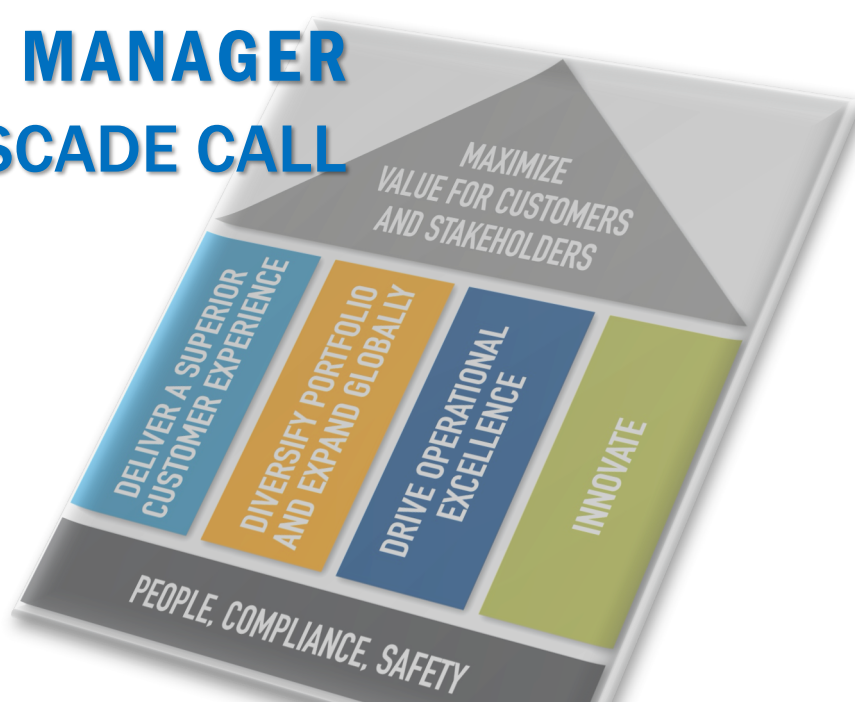 MANAGER
SCADE CALL
MAXIMIZE
VALUE FOR CUSTOMERS
AND STAKEHOLDERS
DELIVER A SUPERIOR
CUSTOMER EXPERIENCE
DIVERSIFY PORTFOLIO
AND EXPAND GLOBALLY
DRIVE OPERATIONAL
EXCELLENCE
INNOVATE
PEOPLE, COMPLIANCE, SAFETY